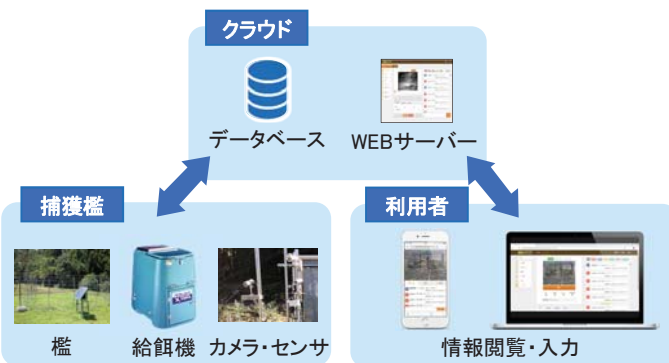 クラウド
データベース WEBサーバー
捕獲檻
利用者
檻 給餌機 カメラ・センサ
情報閲覧・入力